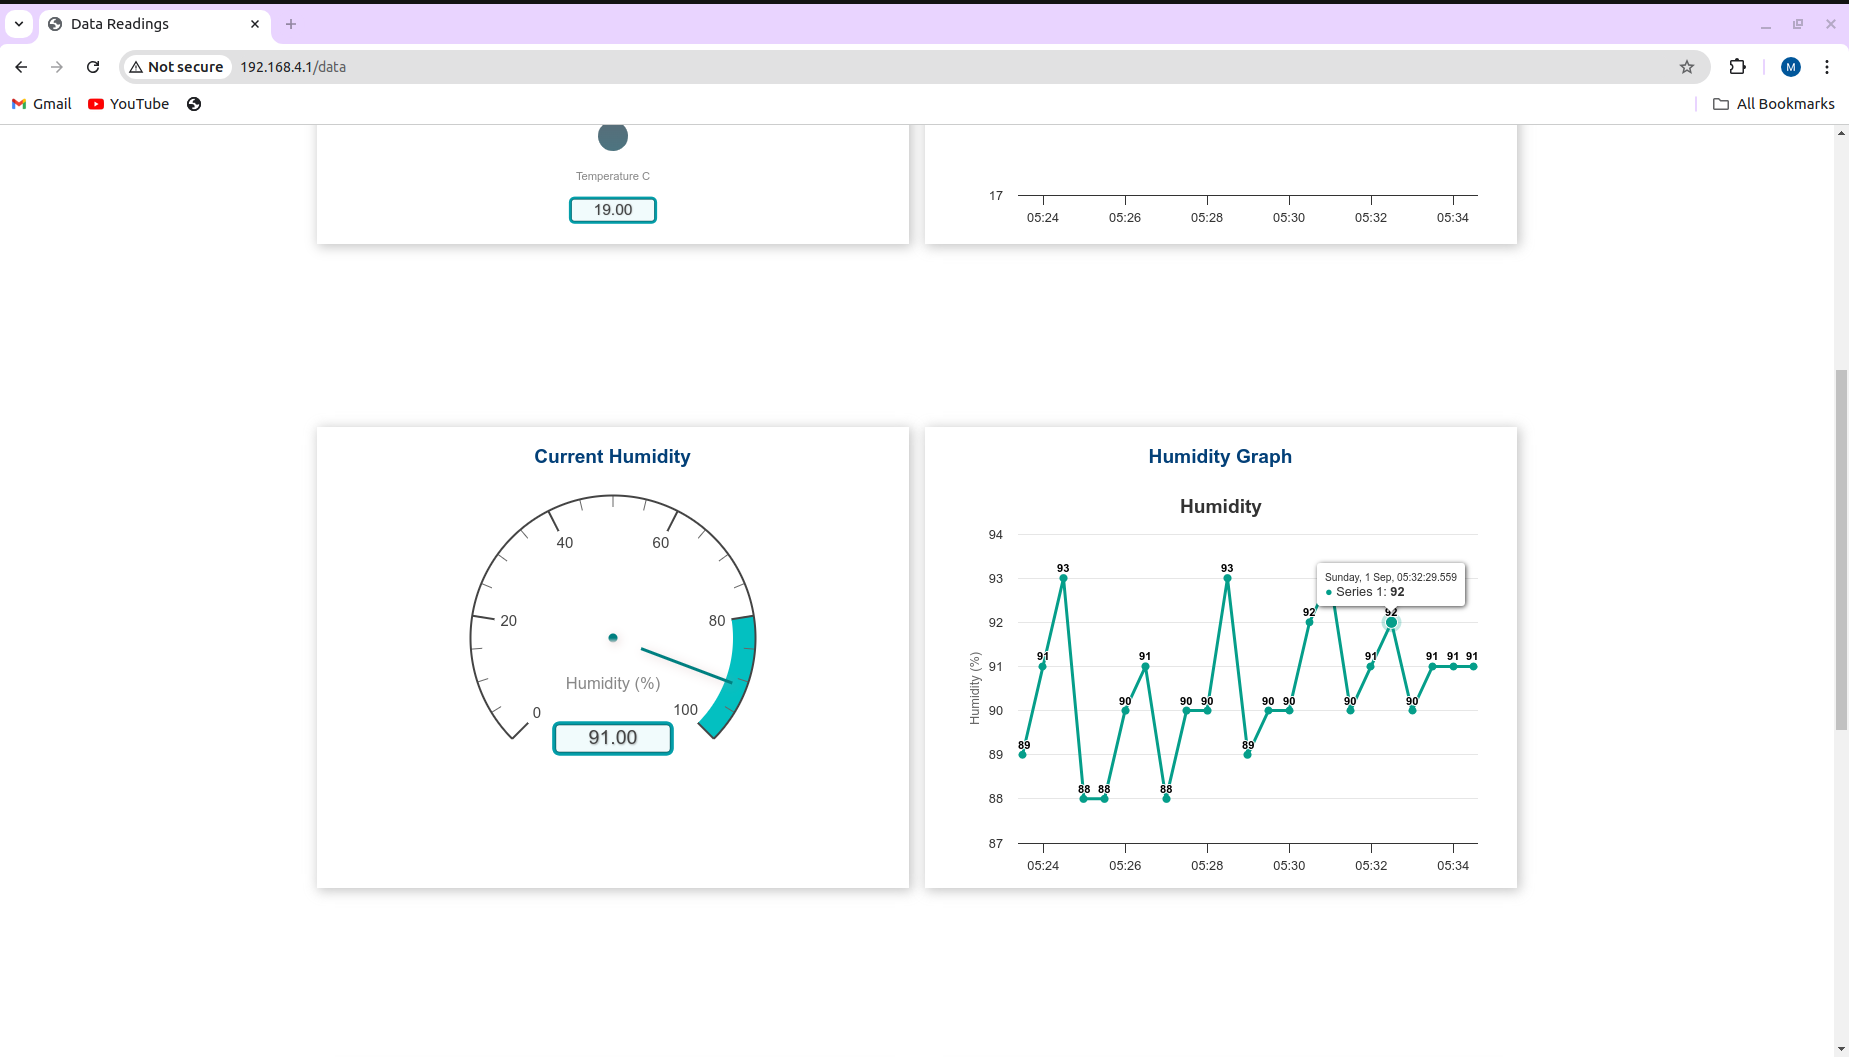 Data Readings
Not secure 192.168.4.1/data
M
Gmail YouTube All Bookmarks
Temperature C
19.00
17
05:24 05:26 05:28 05:30 05:32 05:34
Current Humidity
0 20 40 60 80 100
Humidity (%)
91.00
Humidity Graph
Humidity
Humidity (%)
94
93
92
91
90
89
88
87
89 91 93 88 88 90 91 88 90 90 93 89 90 90 92 90 91 92 90 91 91 91
Sunday, 1 Sep, 05:32:29.559
● Series 1: 92
05:24 05:26 05:28 05:30 05:32 05:34